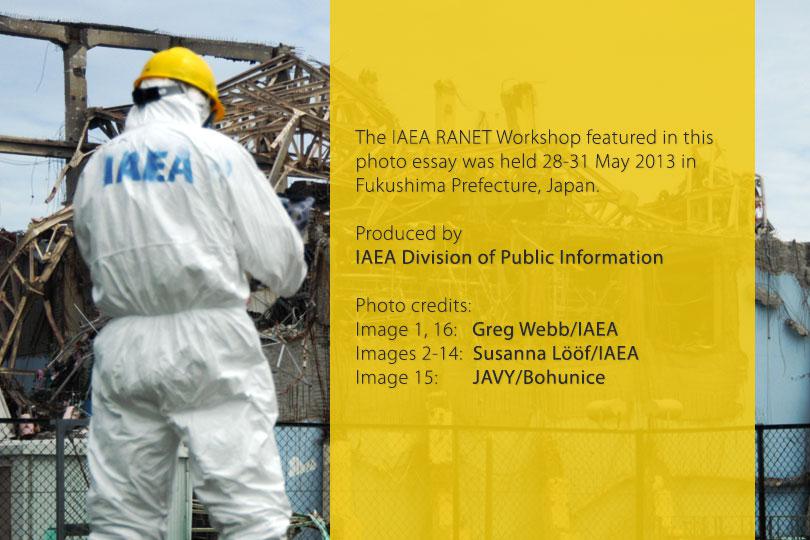 IAEA
The IAEA RANET Workshop featured in this
photo essay was held 28-31 May 2013 in
Fukushima Prefecture, Japan.
Produced by
IAEA Division of Public Information
Photo credits:
Image 1, 16: Greg Webb/IAEA
Images 2-14: Susanna Lööf/IAEA
Image 15: JAVY/Bohunice